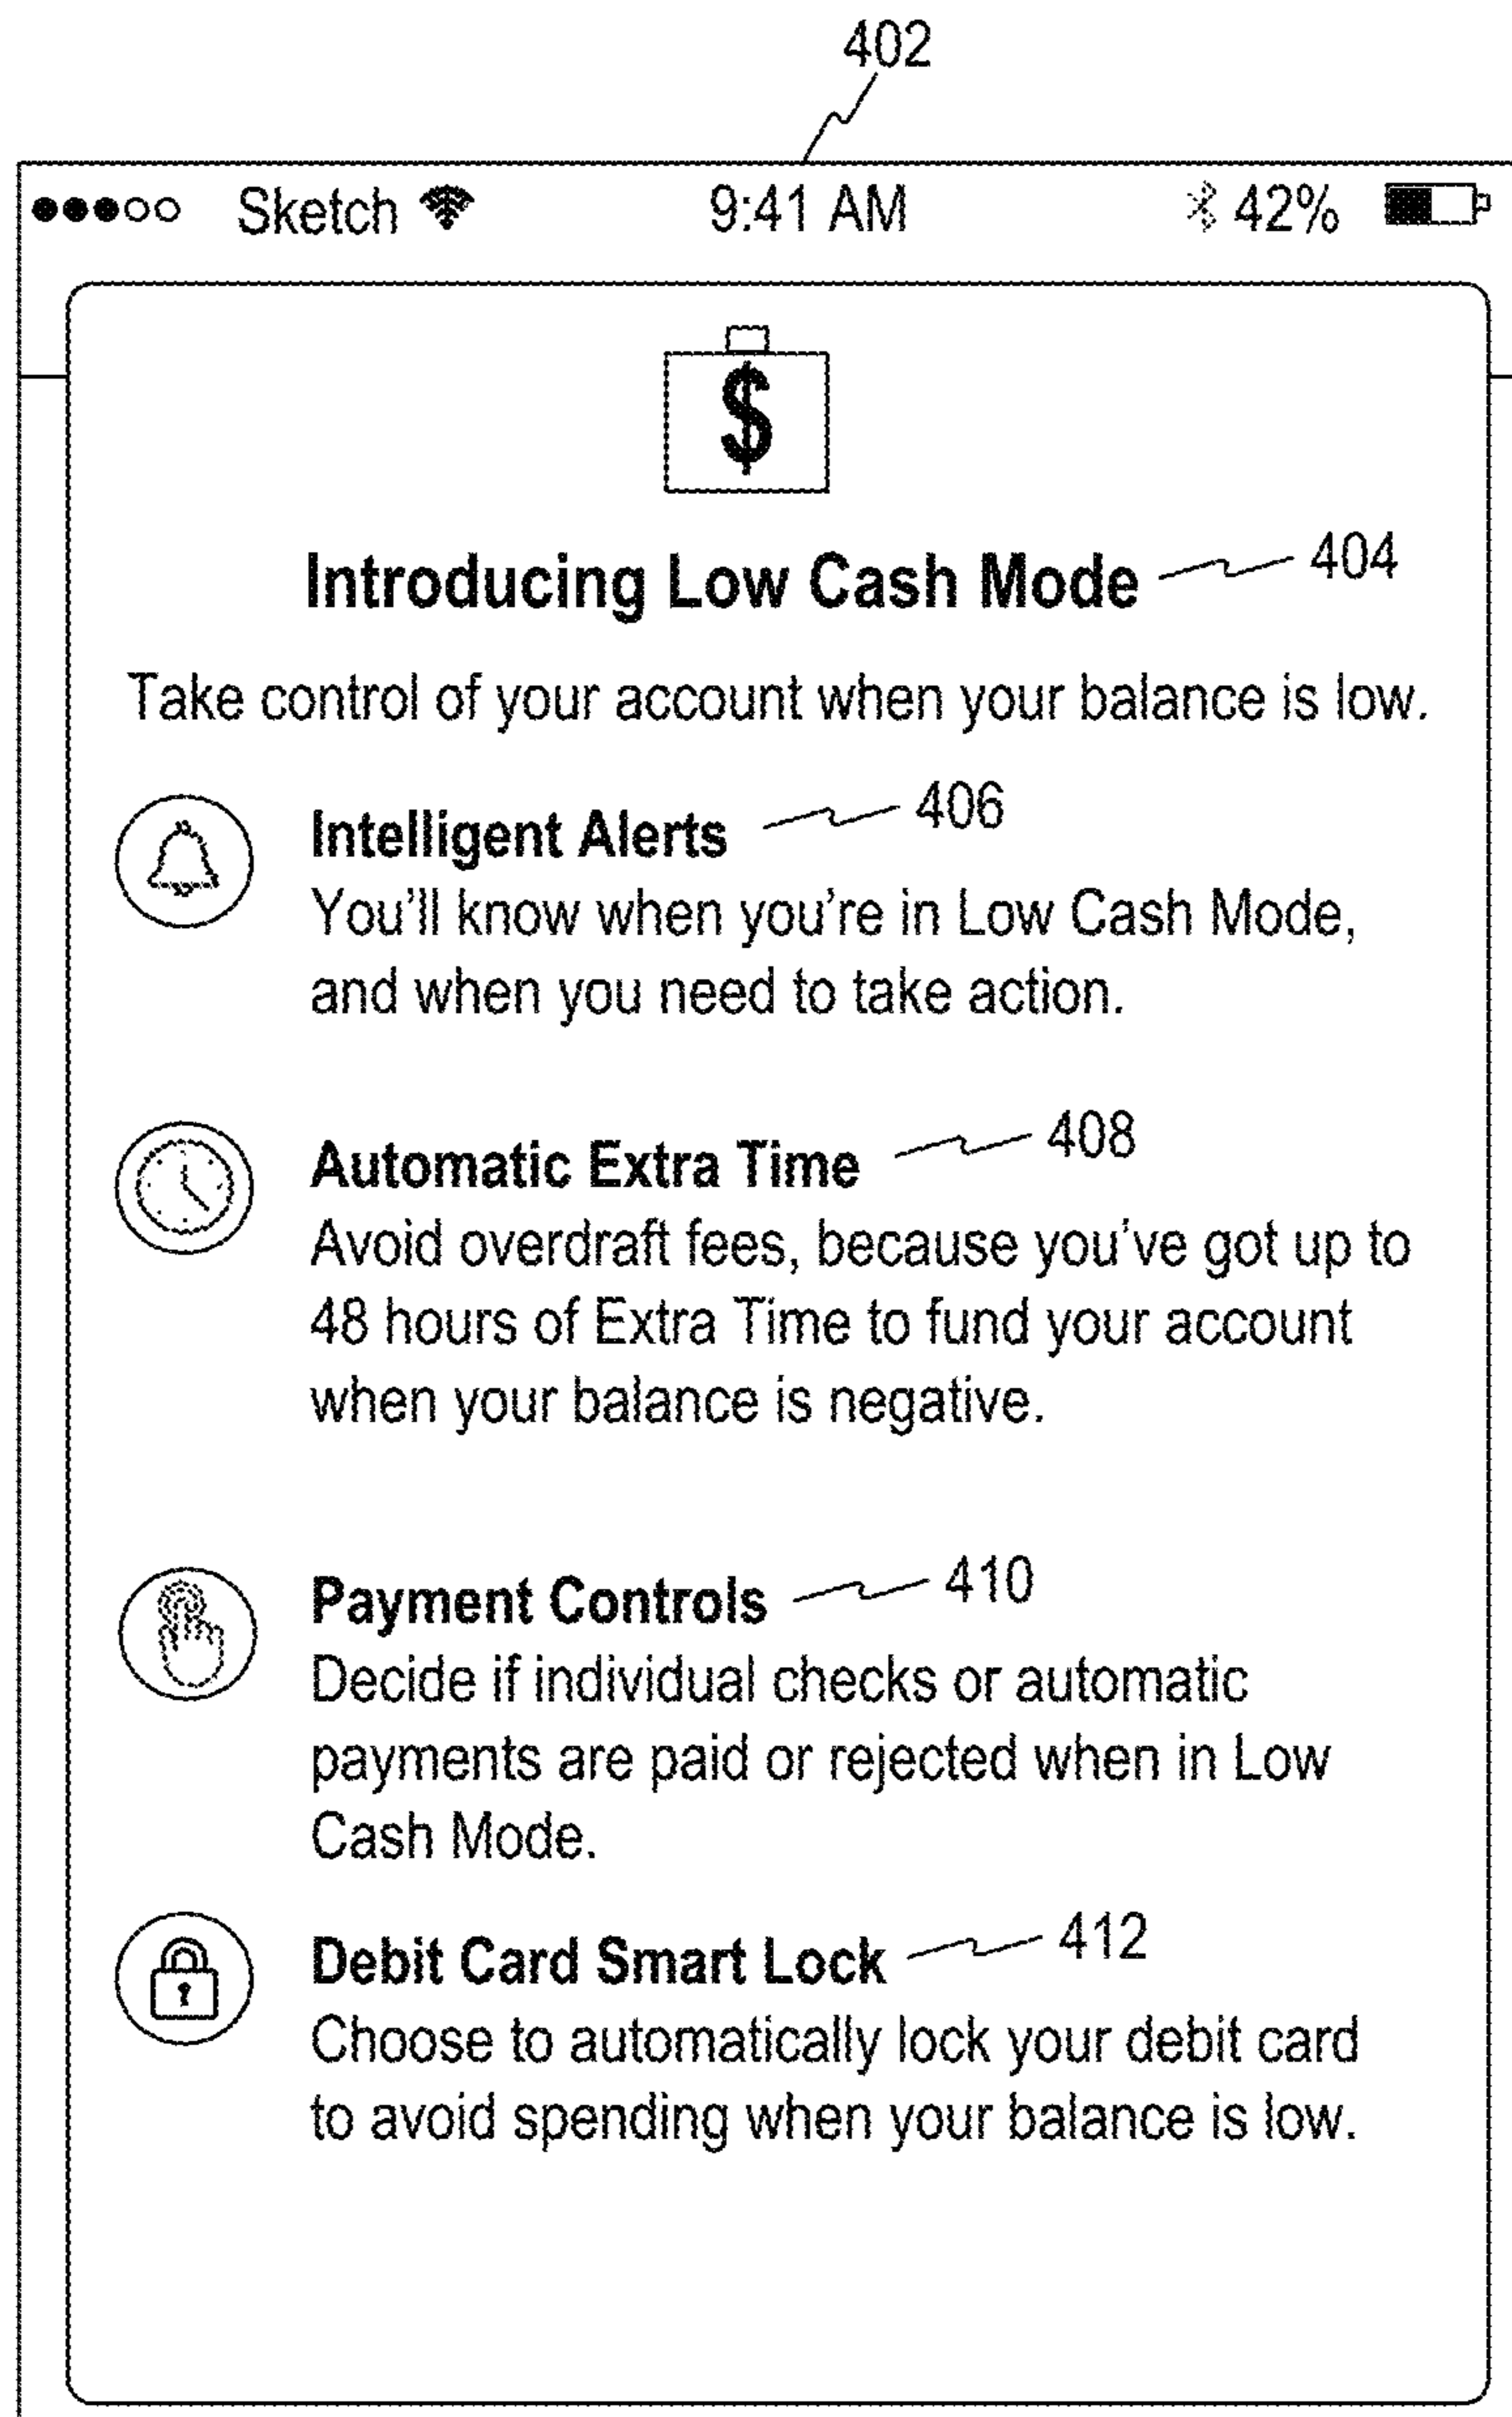 402
Sketch 9:41 AM 42%
$
Introducing Low Cash Mode 404
Take control of your account when your balance is low.
Intelligent Alerts 406
You'll know when you're in Low Cash Mode,
and when you need to take action.
Automatic Extra Time 408
Avoid overdraft fees, because you've got up to
48 hours of Extra Time to fund your account
when your balance is negative.
Payment Controls 410
Decide if individual checks or automatic
payments are paid or rejected when in Low
Cash Mode.
Debit Card Smart Lock 412
Choose to automatically lock your debit card
to avoid spending when your balance is low.